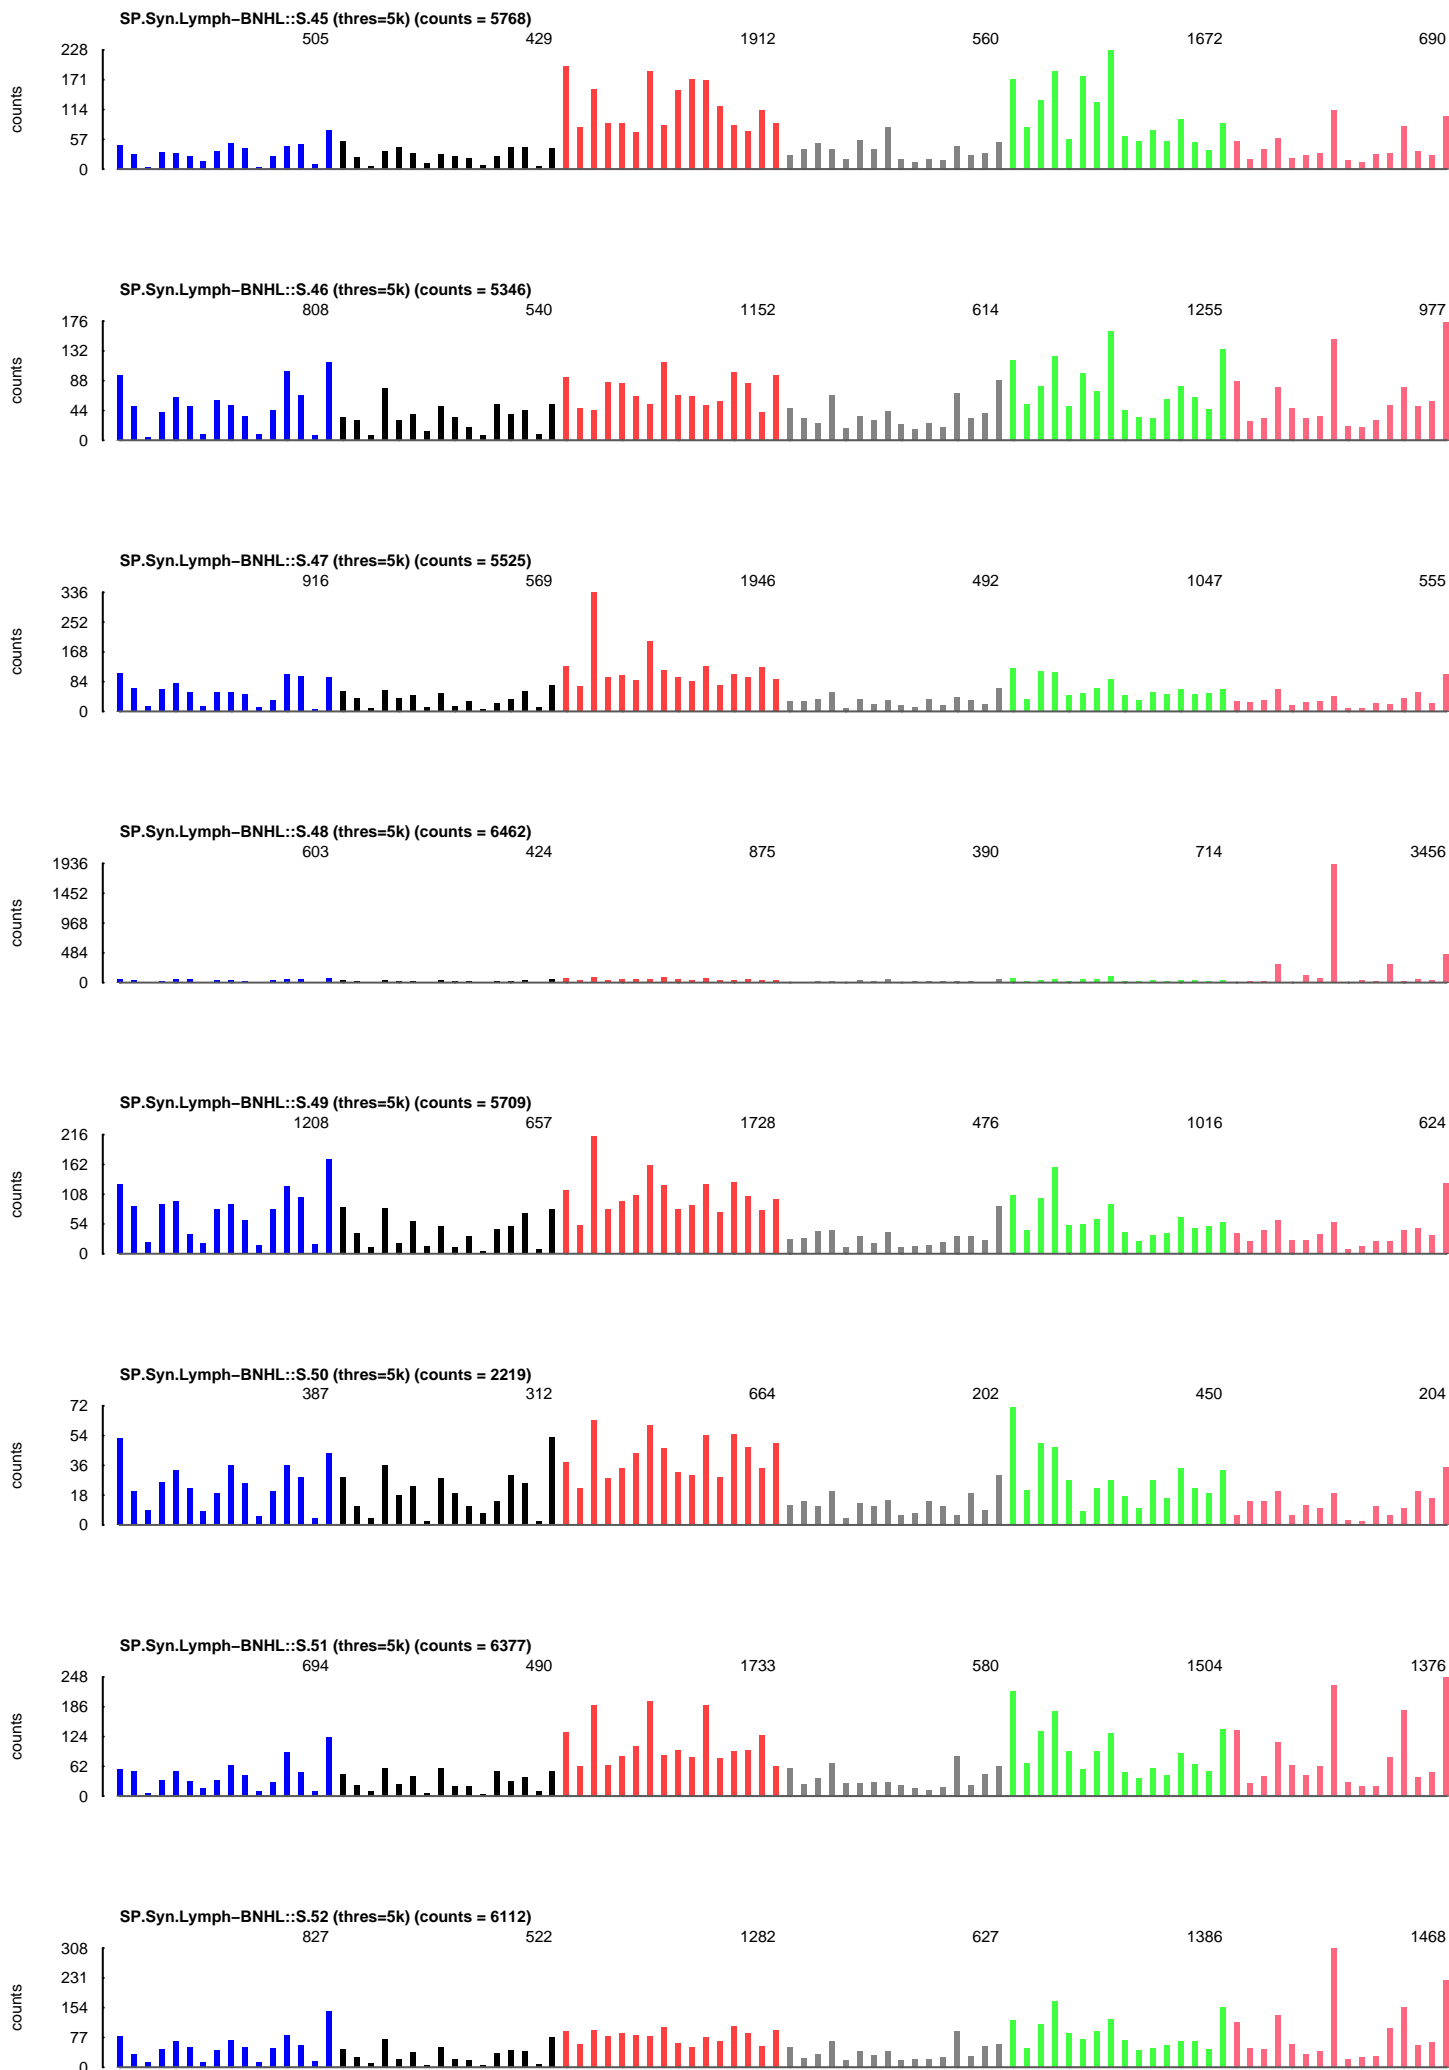 SP.Syn.Lymph−BNHL::S.45 (thres=5k) (counts = 5768)
505 429 1912 560 1672 690
228
171
114
57
0
counts
SP.Syn.Lymph−BNHL::S.46 (thres=5k) (counts = 5346)
808 540 1152 614 1255 977
176
132
88
44
0
counts
SP.Syn.Lymph−BNHL::S.47 (thres=5k) (counts = 5525)
916 569 1946 492 1047 555
336
252
168
84
0
counts
SP.Syn.Lymph−BNHL::S.48 (thres=5k) (counts = 6462)
603 424 875 390 714 3456
1936
1452
968
484
0
counts
SP.Syn.Lymph−BNHL::S.49 (thres=5k) (counts = 5709)
1208 657 1728 476 1016 624
216
162
108
54
0
counts
SP.Syn.Lymph−BNHL::S.50 (thres=5k) (counts = 2219)
387 312 664 202 450 204
72
54
36
18
0
counts
SP.Syn.Lymph−BNHL::S.51 (thres=5k) (counts = 6377)
694 490 1733 580 1504 1376
248
186
124
62
0
counts
SP.Syn.Lymph−BNHL::S.52 (thres=5k) (counts = 6112)
827 522 1282 627 1386 1468
308
231
154
77
0
counts